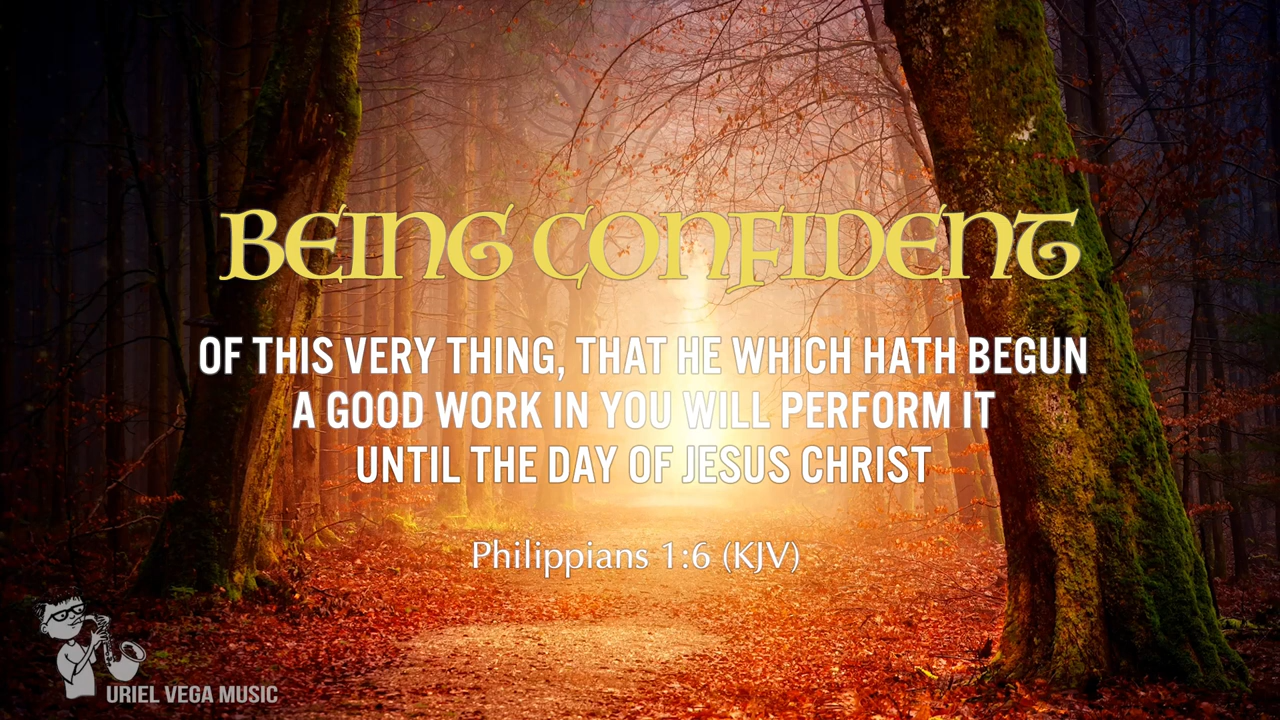 BEING CONFIDENT
OF THIS VERY THING, THAT HE WHICH HATH BEGUN
A GOOD WORK IN YOU WILL PERFORM IT
UNTIL THE DAY OF JESUS CHRIST
Philippians 1:6 (KJV)
URIEL VEGA MUSIC